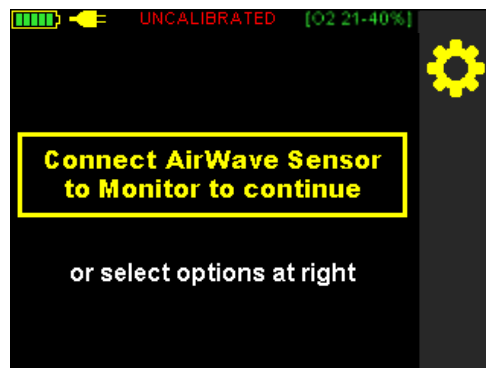 UNCALIBRATED [O2 21-40%]
Connect AirWave Sensor
to Monitor to continue
or select options at right